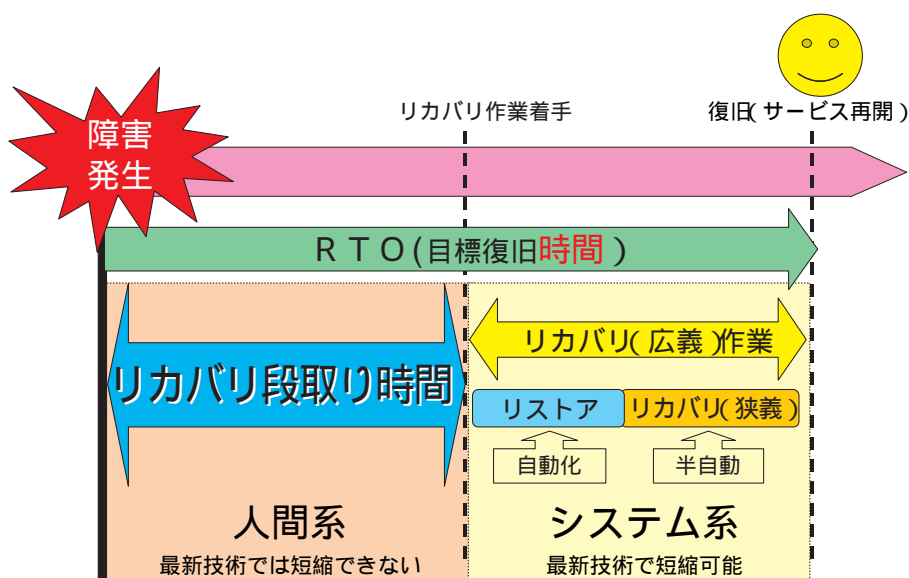 障害
発生
リカバリ作業着手
復旧(サービス再開)
RTO(目標復旧時間)
リカバリ段取り時間
リカバリ(広義)作業
リストア
リカバリ(狭義)
自動化
半自動
人間系
最新技術では短縮できない
システム系
最新技術で短縮可能